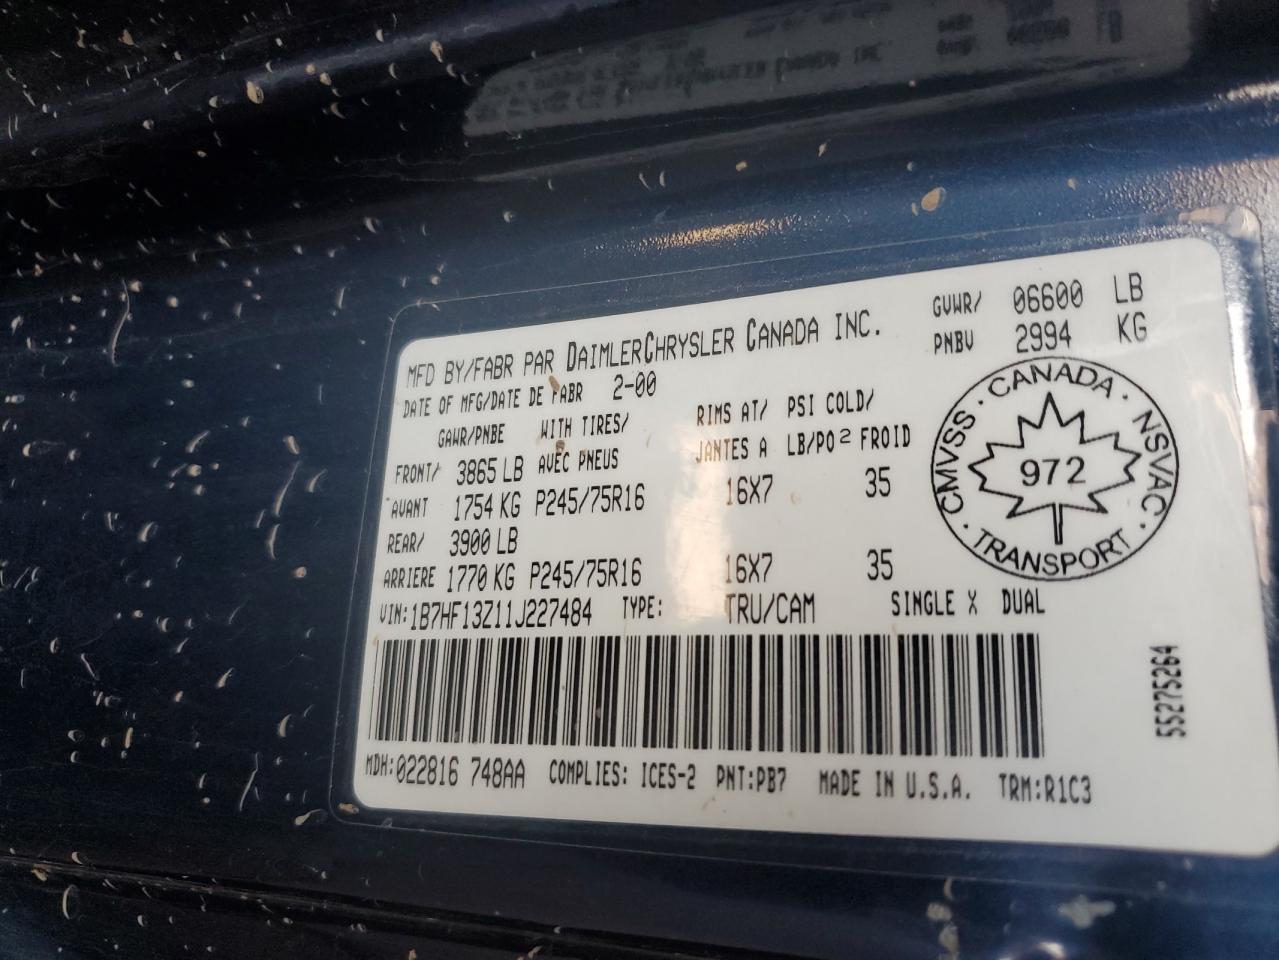 MFD BY/FABR PAR DAIMLERCHRYSLER CANADA INC.
GVWR/ 06600 LB
PNBV 2994 KG
DATE OF MFG/DATE DE FABR 2-00
GAWR/PNBE WITH TIRES/ RIMS AT/ PSI COLD/
AVEC PNEUS JANTES A LB/PO² FROID
FRONT/ 3865 LB
AVANT 1754 KG P245/75R16 16X7 35
REAR/ 3900 LB
ARRIERE 1770 KG P245/75R16 16X7 35
VIN: 1B7HF13Z11J227484 TYPE: TRU/CAM SINGLE X DUAL
CMVSS · CANADA · NSVAC · TRANSPORT ·
972
55275264
MDH: 022816 748AA COMPLIES: ICES-2 PNT:PB7 MADE IN U.S.A. TRM:R1C3